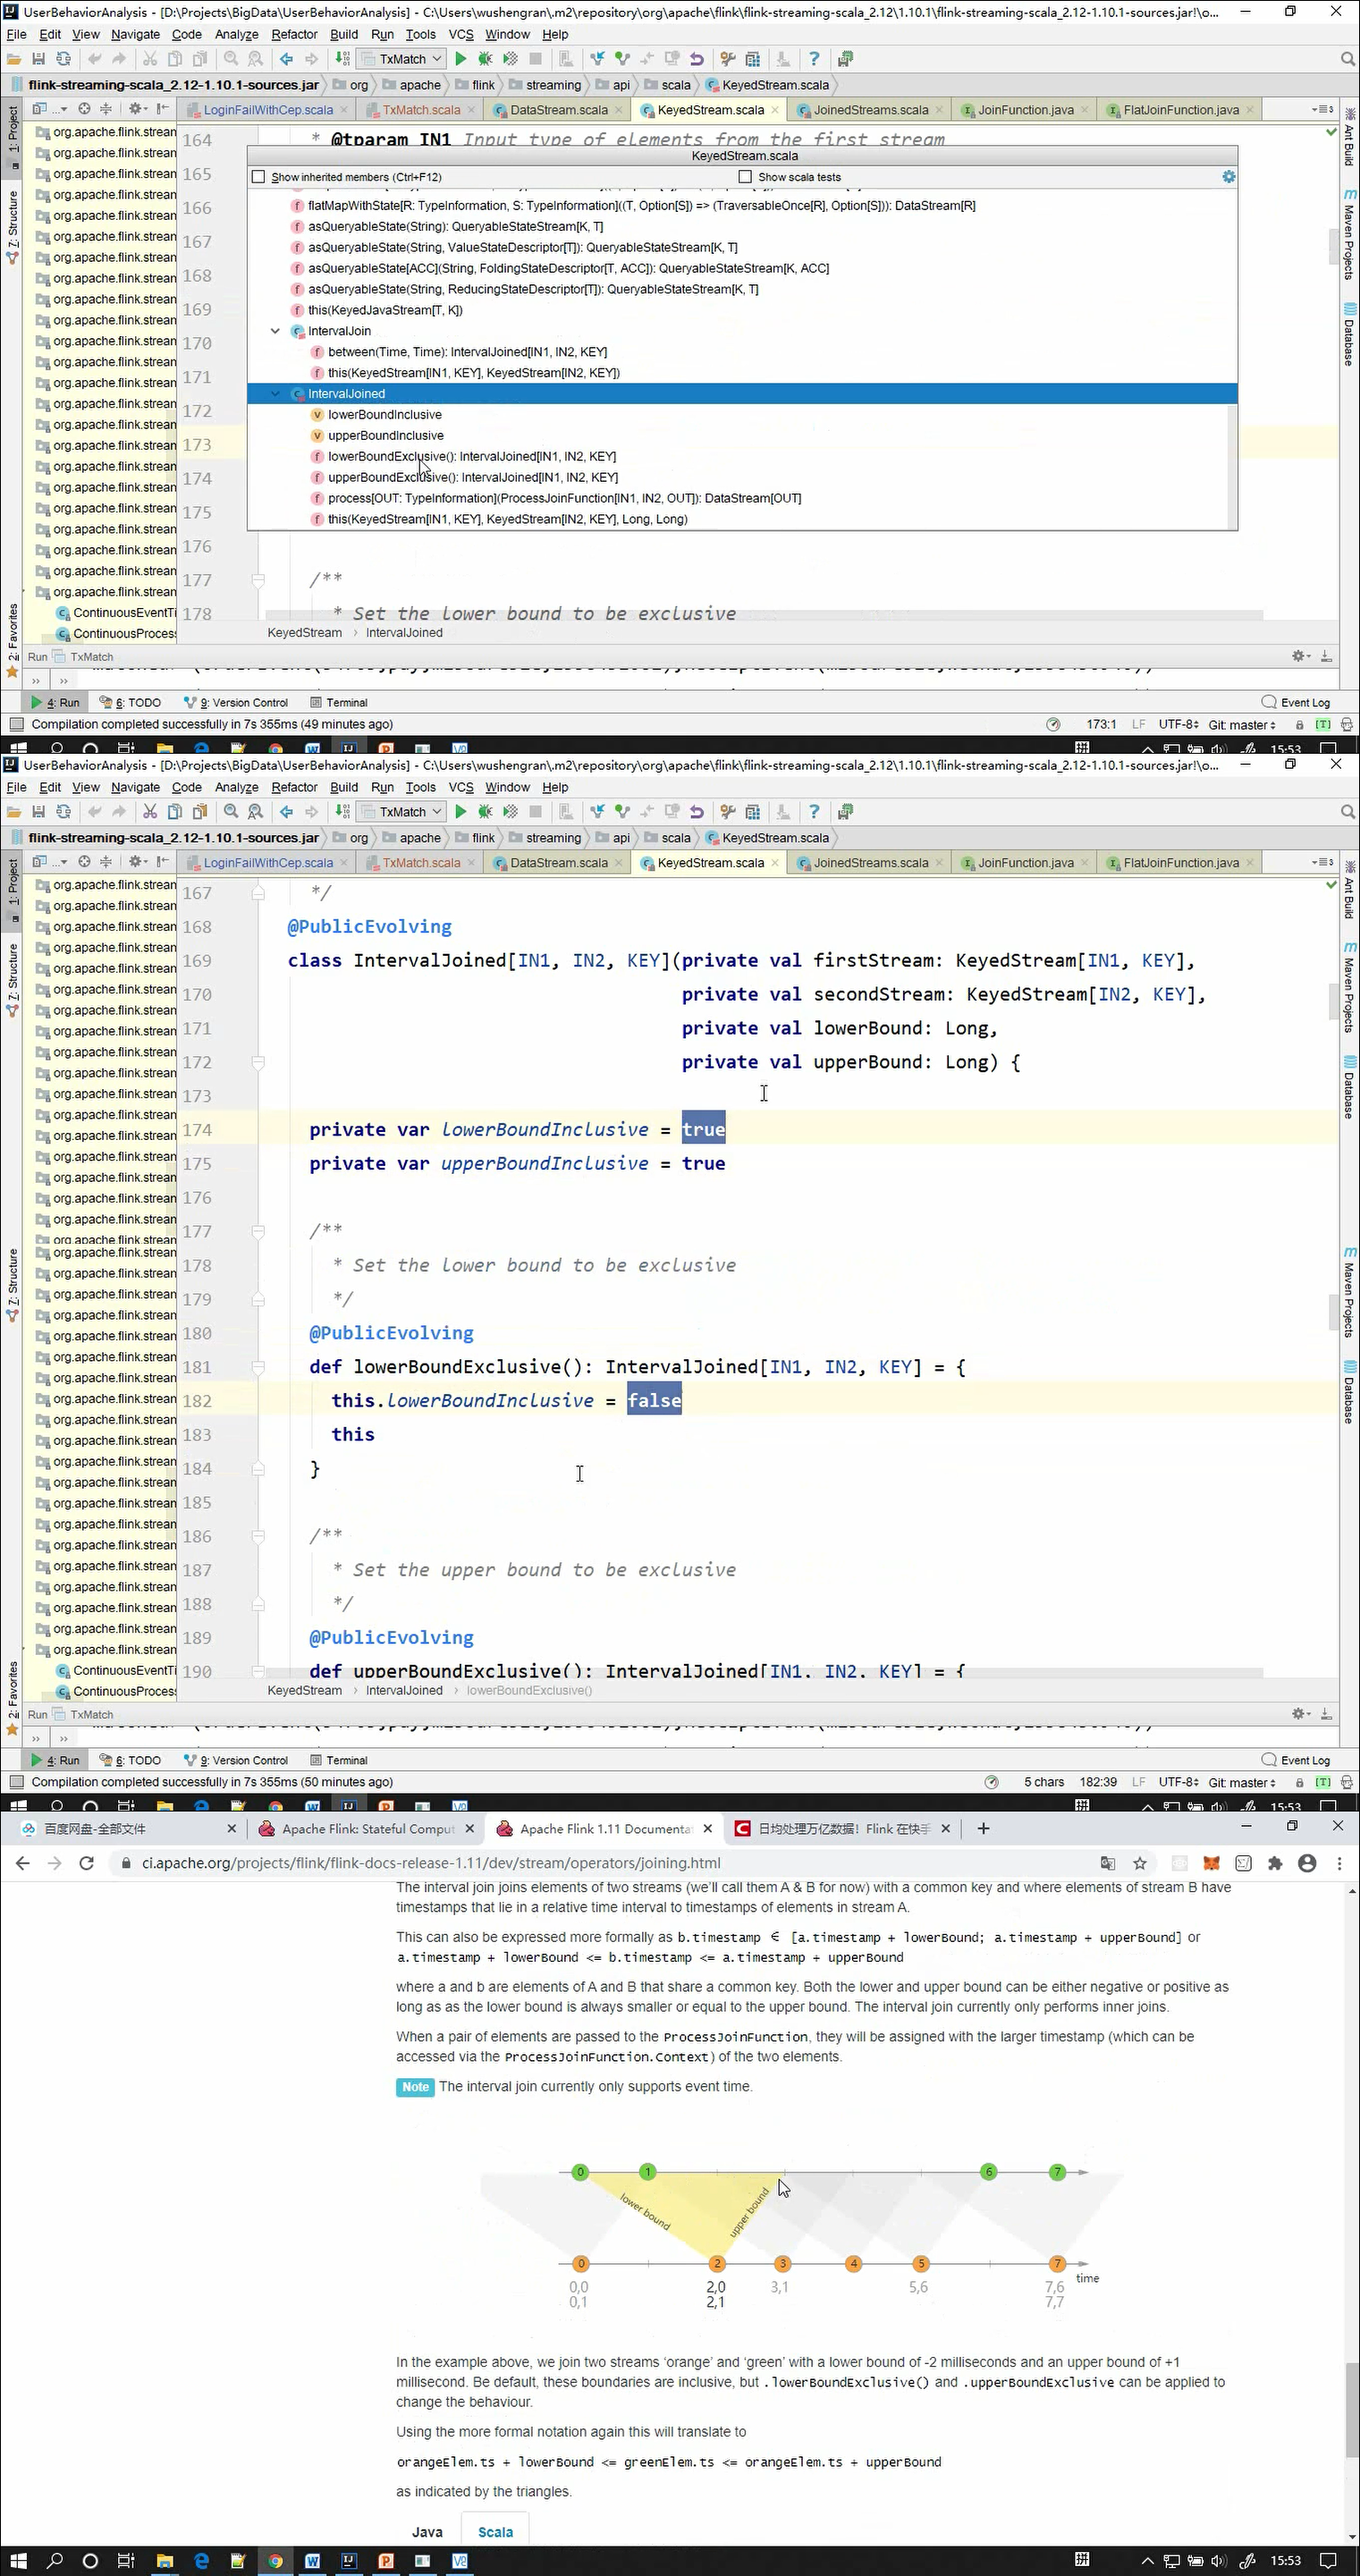 UserBehaviorAnalysis - [D:\Projects\BigData\UserBehaviorAnalysis] - C:\Users\wushengran\.m2\repository\org\apache\flink\flink-streaming-scala_2.12\1.10.1\flink-streaming-scala_2.12-1.10.1-sources.jar!\o...
File Edit View Navigate Code Analyze Refactor Build Run Tools VCS Window Help
TxMatch
flink-streaming-scala_2.12-1.10.1-sources.jar org apache flink streaming api scala KeyedStream.scala
LoginFailWithCep.scala TxMatch.scala DataStream.scala KeyedStream.scala JoinedStreams.scala JoinFunction.java FlatJoinFunction.java
164 * @tparam IN1 Input type of elements from the first stream
KeyedStream.scala
Show inherited members (Ctrl+F12) Show scala tests
flatMapWithState[R: TypeInformation, S: TypeInformation]((T, Option[S]) => (TraversableOnce[R], Option[S])): DataStream[R]
asQueryableState(String): QueryableStateStream[K, T]
asQueryableState(String, ValueStateDescriptor[T]): QueryableStateStream[K, T]
asQueryableState[ACC](String, FoldingStateDescriptor[T, ACC]): QueryableStateStream[K, ACC]
asQueryableState(String, ReducingStateDescriptor[T]): QueryableStateStream[K, T]
this(KeyedJavaStream[T, K])
IntervalJoin
between(Time, Time): IntervalJoined[IN1, IN2, KEY]
this(KeyedStream[IN1, KEY], KeyedStream[IN2, KEY])
IntervalJoined
lowerBoundInclusive
upperBoundInclusive
lowerBoundExclusive(): IntervalJoined[IN1, IN2, KEY]
upperBoundExclusive(): IntervalJoined[IN1, IN2, KEY]
process[OUT: TypeInformation](ProcessJoinFunction[IN1, IN2, OUT]): DataStream[OUT]
this(KeyedStream[IN1, KEY], KeyedStream[IN2, KEY], Long, Long)
176
177 /**
178 * Set the lower bound to be exclusive
KeyedStream › IntervalJoined
Run TxMatch
4: Run 6: TODO 9: Version Control Terminal Event Log
Compilation completed successfully in 7s 355ms (49 minutes ago) 173:1 LF UTF-8 Git: master
15:53
UserBehaviorAnalysis - [D:\Projects\BigData\UserBehaviorAnalysis] - C:\Users\wushengran\.m2\repository\org\apache\flink\flink-streaming-scala_2.12\1.10.1\flink-streaming-scala_2.12-1.10.1-sources.jar!\o...
File Edit View Navigate Code Analyze Refactor Build Run Tools VCS Window Help
TxMatch
flink-streaming-scala_2.12-1.10.1-sources.jar org apache flink streaming api scala KeyedStream.scala
LoginFailWithCep.scala TxMatch.scala DataStream.scala KeyedStream.scala JoinedStreams.scala JoinFunction.java FlatJoinFunction.java
167 */
168 @PublicEvolving
169 class IntervalJoined[IN1, IN2, KEY](private val firstStream: KeyedStream[IN1, KEY],
170 private val secondStream: KeyedStream[IN2, KEY],
171 private val lowerBound: Long,
172 private val upperBound: Long) {
173
174 private var lowerBoundInclusive = true
175 private var upperBoundInclusive = true
176
177 /**
178 * Set the lower bound to be exclusive
179 */
180 @PublicEvolving
181 def lowerBoundExclusive(): IntervalJoined[IN1, IN2, KEY] = {
182 this.lowerBoundInclusive = false
183 this
184 }
185
186 /**
187 * Set the upper bound to be exclusive
188 */
189 @PublicEvolving
190 def upperBoundExclusive(): IntervalJoined[IN1, IN2, KEY] = {
KeyedStream › IntervalJoined › lowerBoundExclusive()
Run TxMatch
4: Run 6: TODO 9: Version Control Terminal Event Log
Compilation completed successfully in 7s 355ms (50 minutes ago) 5 chars 182:39 LF UTF-8 Git: master
15:53
百度网盘-全部文件 Apache Flink: Stateful Comput Apache Flink 1.11 Documenta 日均处理万亿数据! Flink 在快手
ci.apache.org/projects/flink/flink-docs-release-1.11/dev/stream/operators/joining.html
The interval join joins elements of two streams (we'll call them A & B for now) with a common key and where elements of stream B have
timestamps that lie in a relative time interval to timestamps of elements in stream A.
This can also be expressed more formally as b.timestamp ∈ [a.timestamp + lowerBound; a.timestamp + upperBound] or
a.timestamp + lowerBound <= b.timestamp <= a.timestamp + upperBound
where a and b are elements of A and B that share a common key. Both the lower and upper bound can be either negative or positive as
long as as the lower bound is always smaller or equal to the upper bound. The interval join currently only performs inner joins.
When a pair of elements are passed to the ProcessJoinFunction, they will be assigned with the larger timestamp (which can be
accessed via the ProcessJoinFunction.Context) of the two elements.
Note The interval join currently only supports event time.
0 1 6 7
lower bound upper bound
0 2 3 4 5 7
time
0,0 2,0 3,1 5,6 7,6
0,1 2,1 7,7
In the example above, we join two streams 'orange' and 'green' with a lower bound of -2 milliseconds and an upper bound of +1
millisecond. Be default, these boundaries are inclusive, but .lowerBoundExclusive() and .upperBoundExclusive can be applied to
change the behaviour.
Using the more formal notation again this will translate to
orangeElem.ts + lowerBound <= greenElem.ts <= orangeElem.ts + upperBound
as indicated by the triangles.
Java Scala
15:53